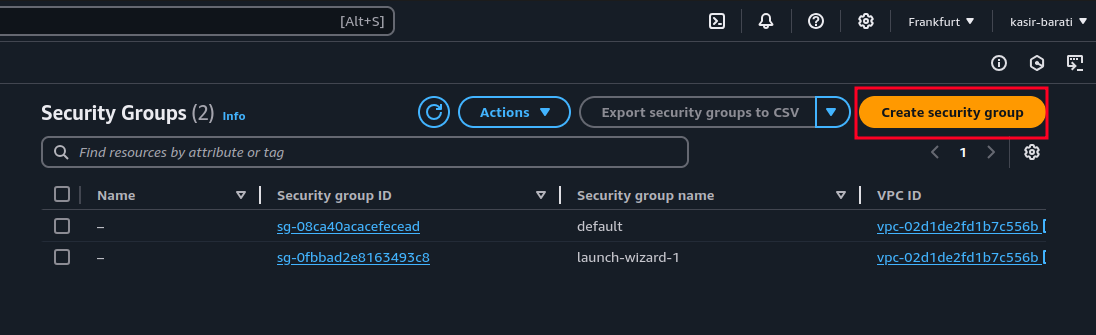 [Alt+S] Frankfurt ▼ kasir-barati ▼
Security Groups (2) Info Actions ▼ Export security groups to CSV ▼ Create security group
Find resources by attribute or tag 1
Name Security group ID Security group name VPC ID
– sg-08ca40acacefecead default vpc-02d1de2fd1b7c556b
– sg-0fbbad2e8163493c8 launch-wizard-1 vpc-02d1de2fd1b7c556b